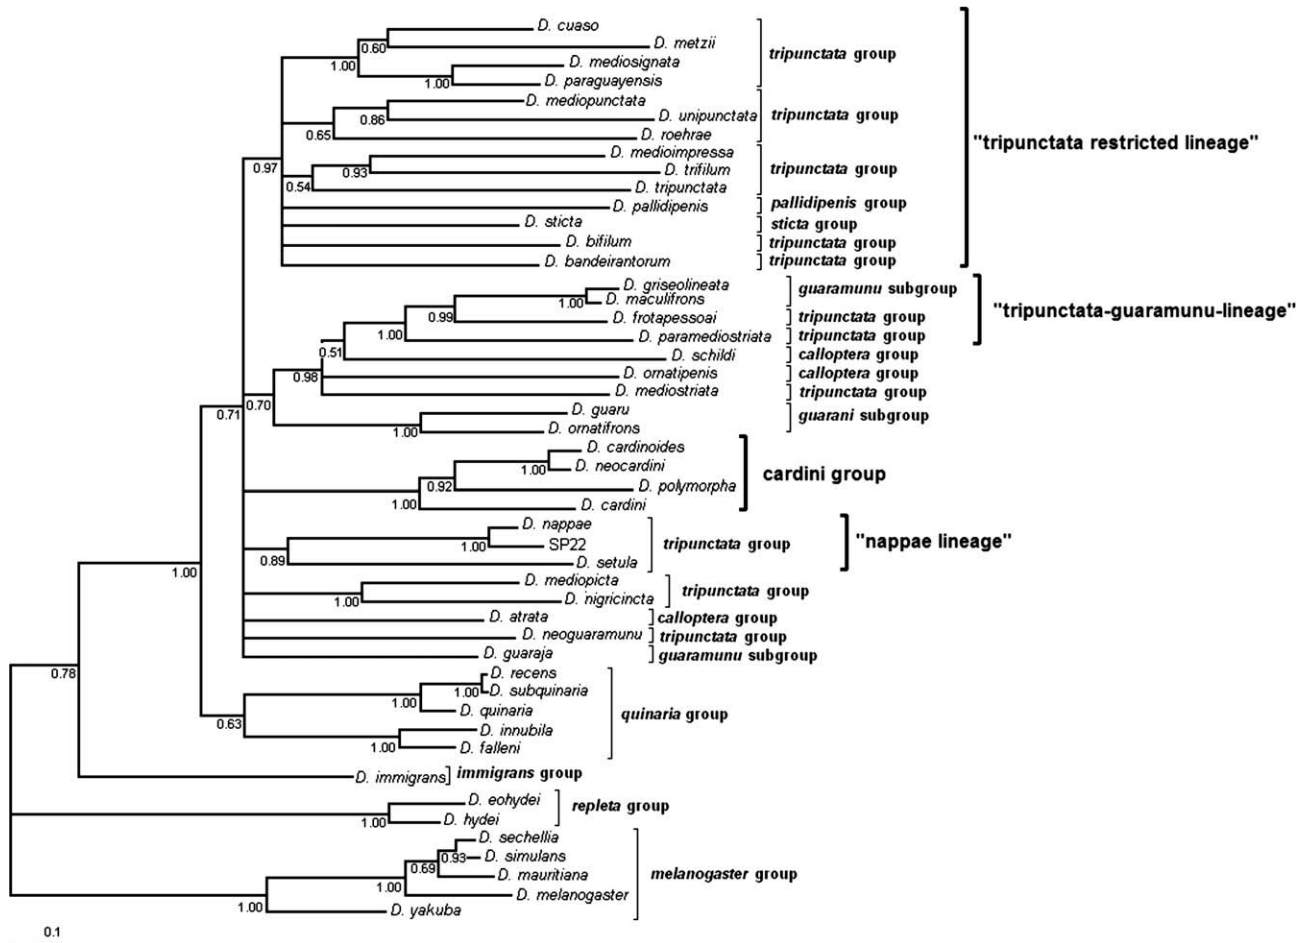 D. cuaso
0.60
D. metzii
tripunctata group
1.00
D. mediosignata
1.00
D. paraguayensis
D. mediopunctata
0.86
D. unipunctata
tripunctata group
0.65
D. roehrae
"tripunctata restricted lineage"
D. medioimpressa
0.97
0.93
D. trifilum
tripunctata group
0.54
D. tripunctata
D. pallidipenis
pallidipenis group
D. sticta
sticta group
D. bifilum
tripunctata group
D. bandeirantorum
tripunctata group
D. griseolineata
guaramunu subgroup
1.00
D. maculifrons
"tripunctata-guaramunu-lineage"
0.99
D. frotapessoai
tripunctata group
1.00
D. paramediostriata
tripunctata group
0.51
D. schildi
calloptera group
0.98
D. ornatipenis
calloptera group
D. mediostriata
tripunctata group
0.71
0.70
D. guaru
guarani subgroup
1.00
D. ornatifrons
D. cardinoides
1.00
D. neocardini
cardini group
0.92
D. polymorpha
1.00
D. cardini
D. nappae
1.00
SP22
tripunctata group
"nappae lineage"
0.89
D. setula
1.00
D. mediopicta
tripunctata group
1.00
D. nigricincta
D. atrata
calloptera group
D. neoguaramunu
tripunctata group
D. guaraja
guaramunu subgroup
0.78
D. recens
1.00
D. subquinaria
1.00
D. quinaria
quinaria group
0.63
D. innubila
1.00
D. falleni
D. immigrans
immigrans group
D. eohydei
repleta group
1.00
D. hydei
D. sechellia
0.93
D. simulans
0.69
D. mauritiana
melanogaster group
1.00
D. melanogaster
1.00
D. yakuba
0.1